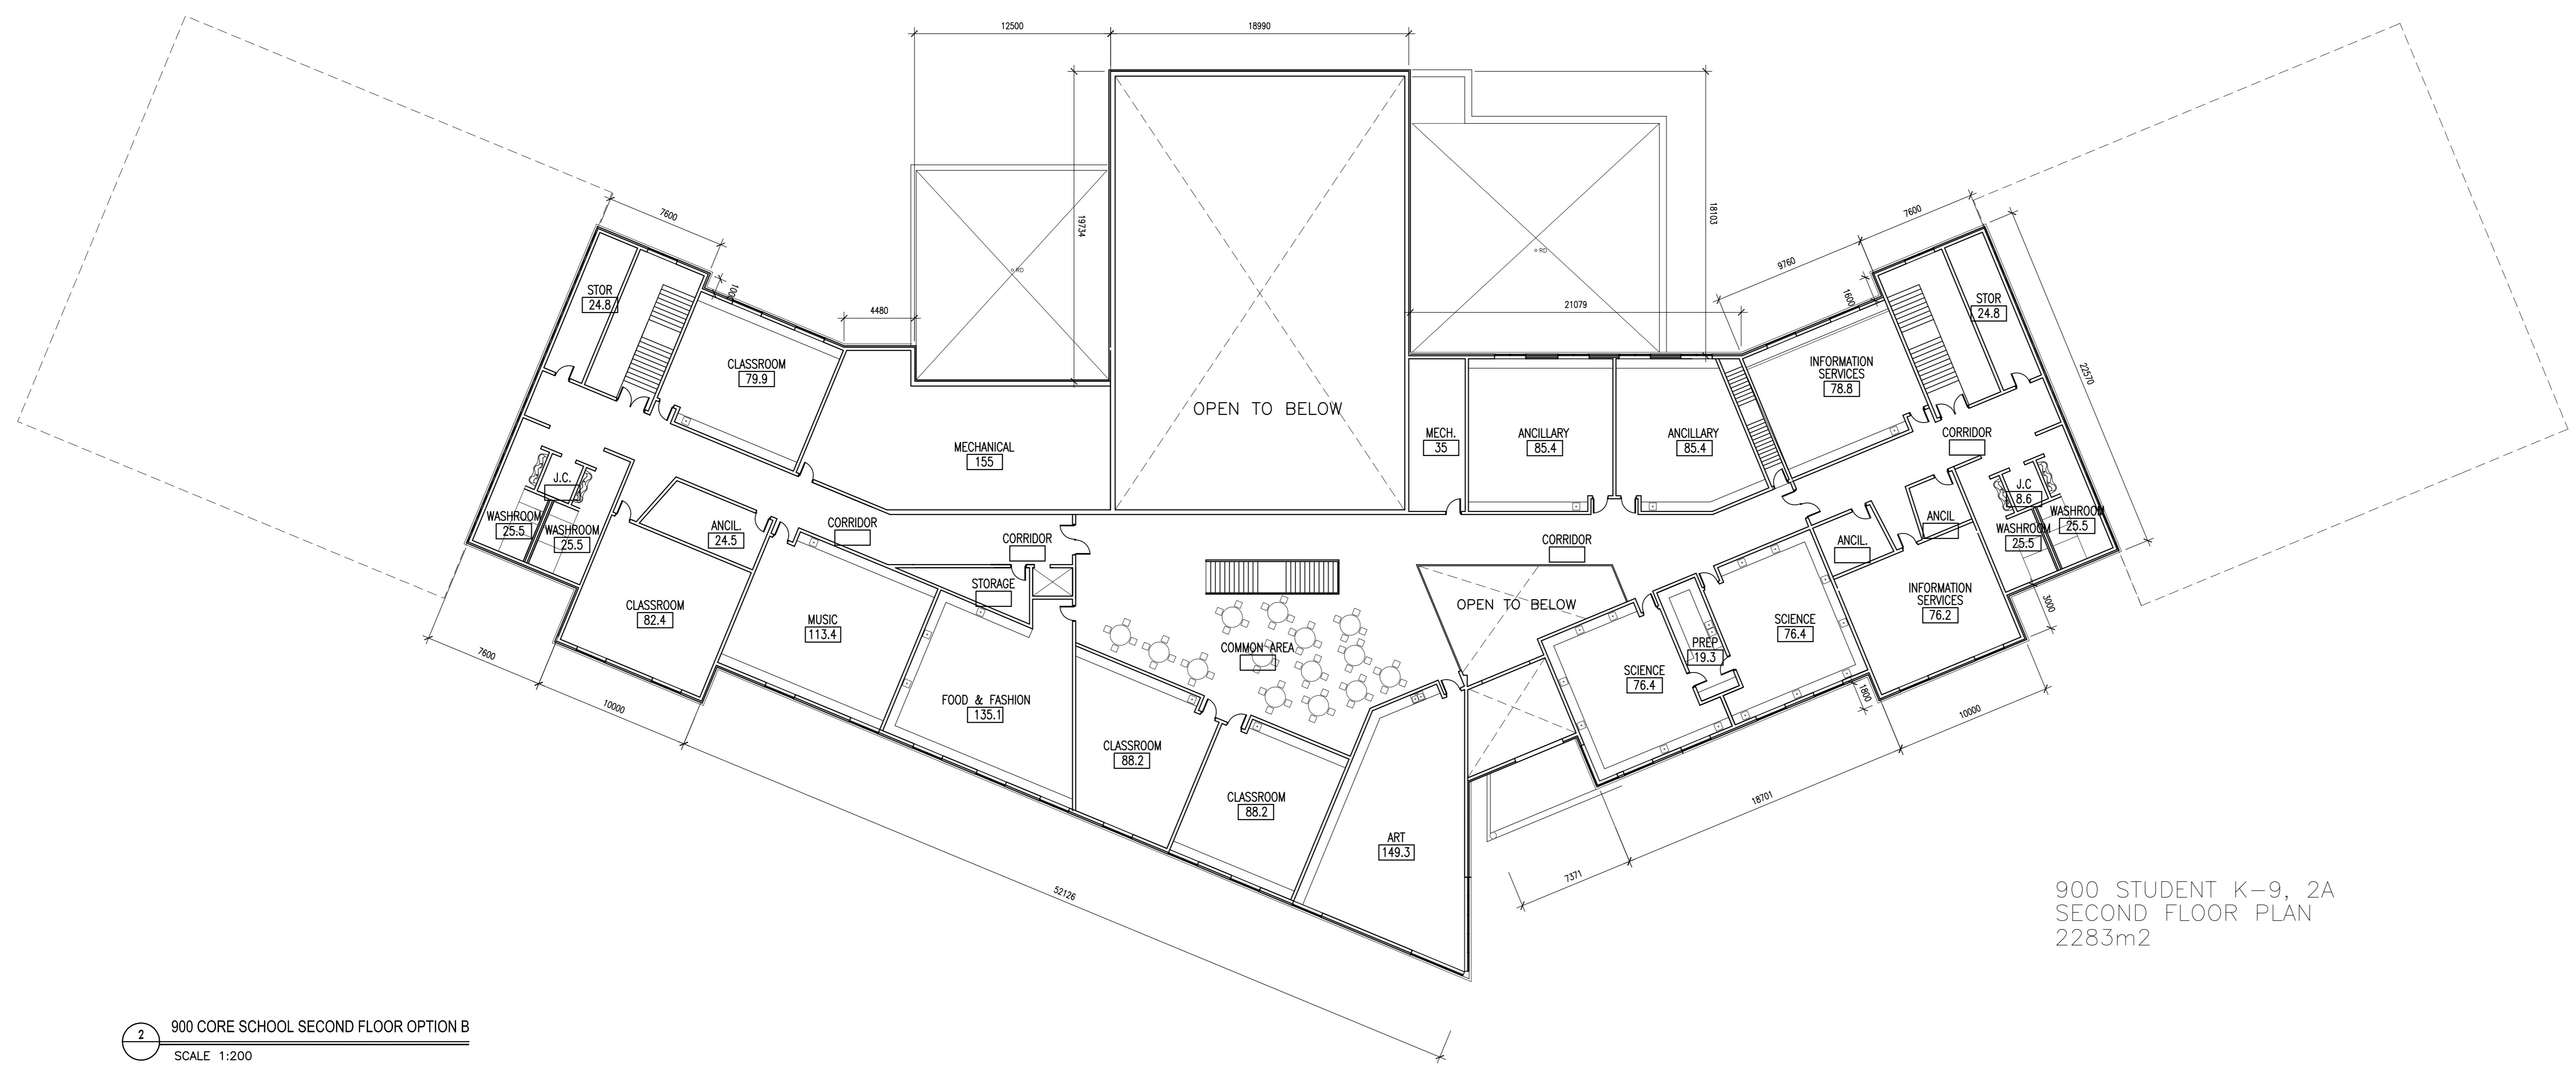 12500
18990
19734
18103
7600
100
4480
RD
RD
21079
9760
7600
1600
22570
STOR
24.8
CLASSROOM
79.9
MECHANICAL
155
OPEN TO BELOW
MECH.
35
ANCILLARY
85.4
ANCILLARY
85.4
INFORMATION
SERVICES
78.8
STOR
24.8
CORRIDOR
J.C.
WASHROOM
25.5
WASHROOM
25.5
ANCIL.
24.5
CORRIDOR
CORRIDOR
CORRIDOR
ANCIL.
ANCIL
J.C
8.6
WASHROOM
25.5
WASHROOM
25.5
STORAGE
OPEN TO BELOW
CLASSROOM
82.4
MUSIC
113.4
COMMON AREA
SCIENCE
76.4
PREP
19.3
SCIENCE
76.4
INFORMATION
SERVICES
76.2
3000
7600
10000
FOOD & FASHION
135.1
CLASSROOM
88.2
CLASSROOM
88.2
ART
149.3
1800
10000
18701
7371
52126
900 STUDENT K-9, 2A
SECOND FLOOR PLAN
2283m2
2
900 CORE SCHOOL SECOND FLOOR OPTION B
SCALE 1:200